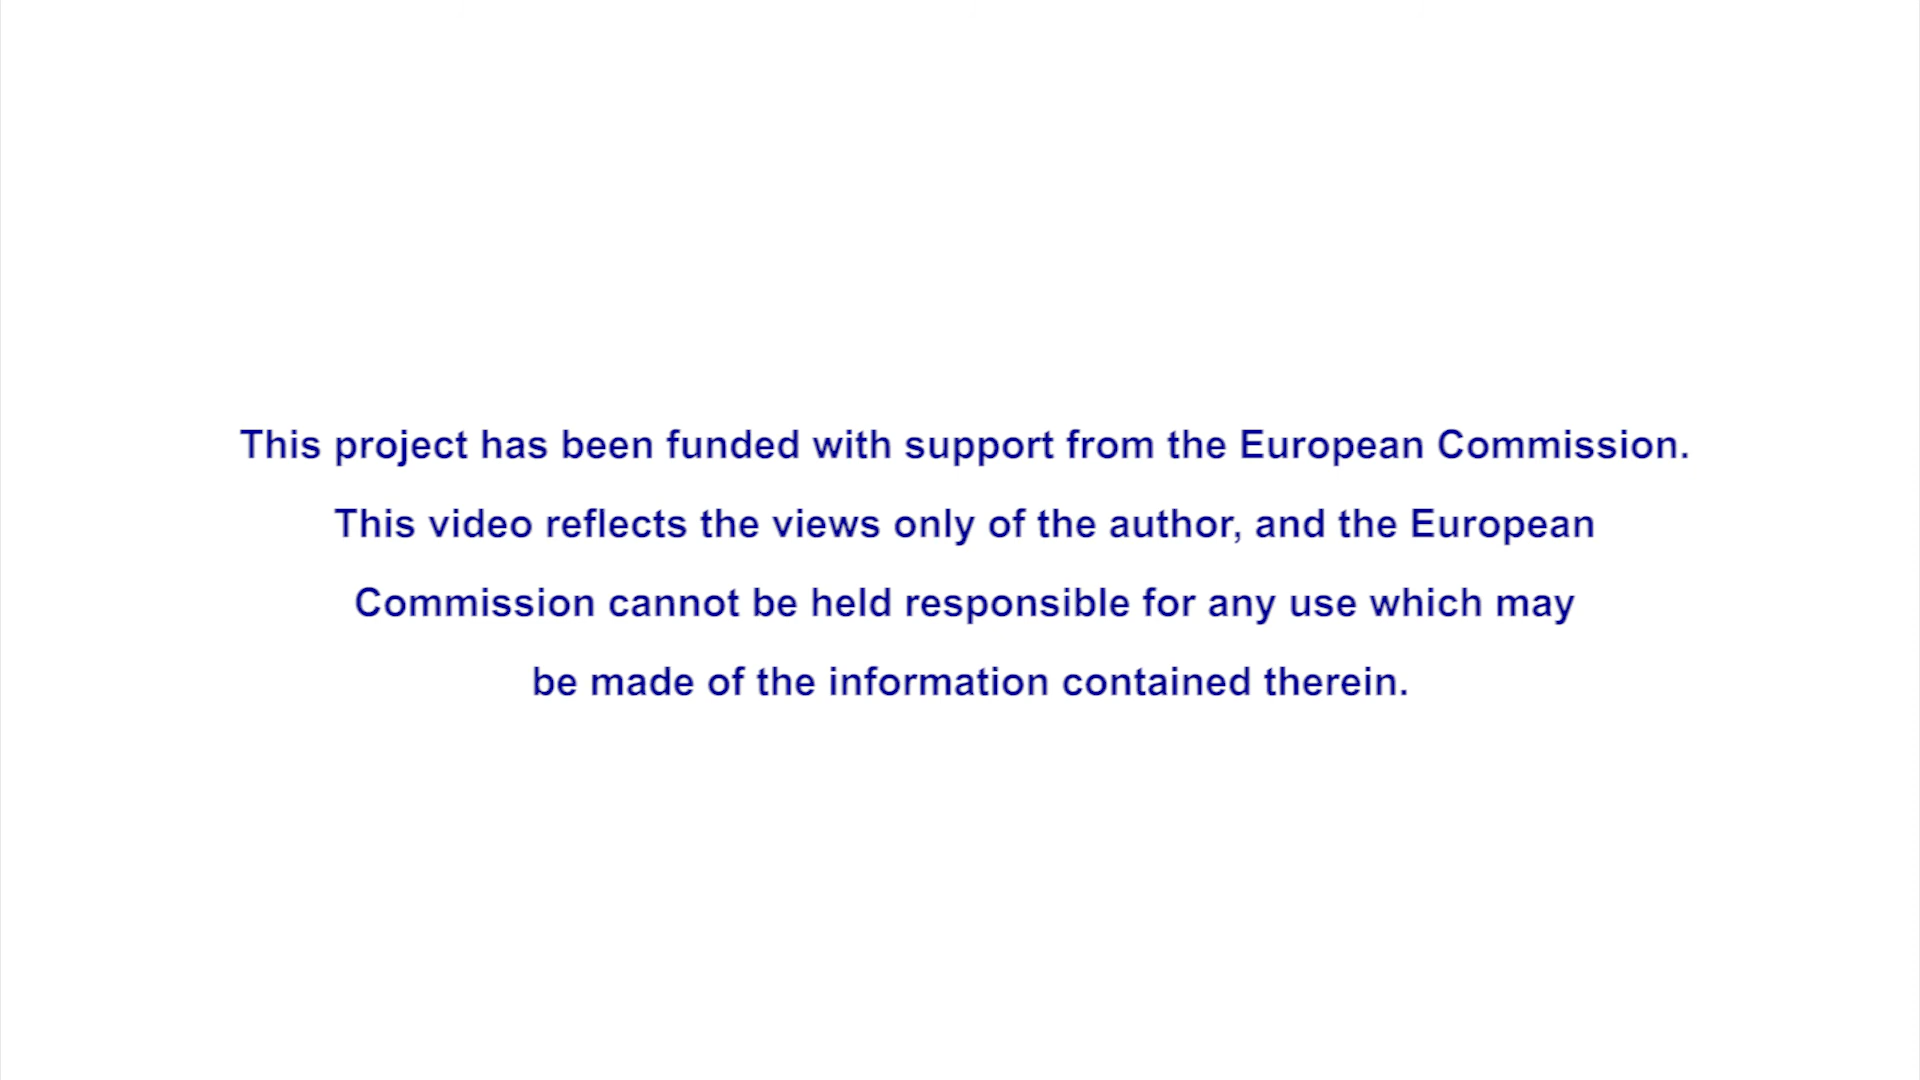 This project has been funded with support from the European Commission.
This video reflects the views only of the author, and the European
Commission cannot be held responsible for any use which may
be made of the information contained therein.